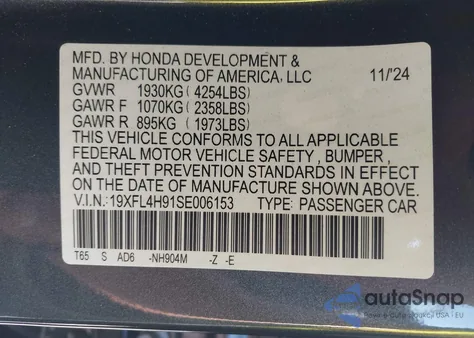 MFD. BY HONDA DEVELOPMENT &
MANUFACTURING OF AMERICA, LLC 11/'24
GVWR 1930KG ( 4254LBS)
GAWR F 1070KG ( 2358LBS)
GAWR R 895KG ( 1973LBS)
THIS VEHICLE CONFORMS TO ALL APPLICABLE
FEDERAL MOTOR VEHICLE SAFETY , BUMPER ,
AND THEFT PREVENTION STANDARDS IN EFFECT
ON THE DATE OF MANUFACTURE SHOWN ABOVE.
V.I.N.:19XFL4H91SE006153 TYPE: PASSENGER CAR
T65 S AD6 -NH904M -Z -E
autoSnap
USA - EU